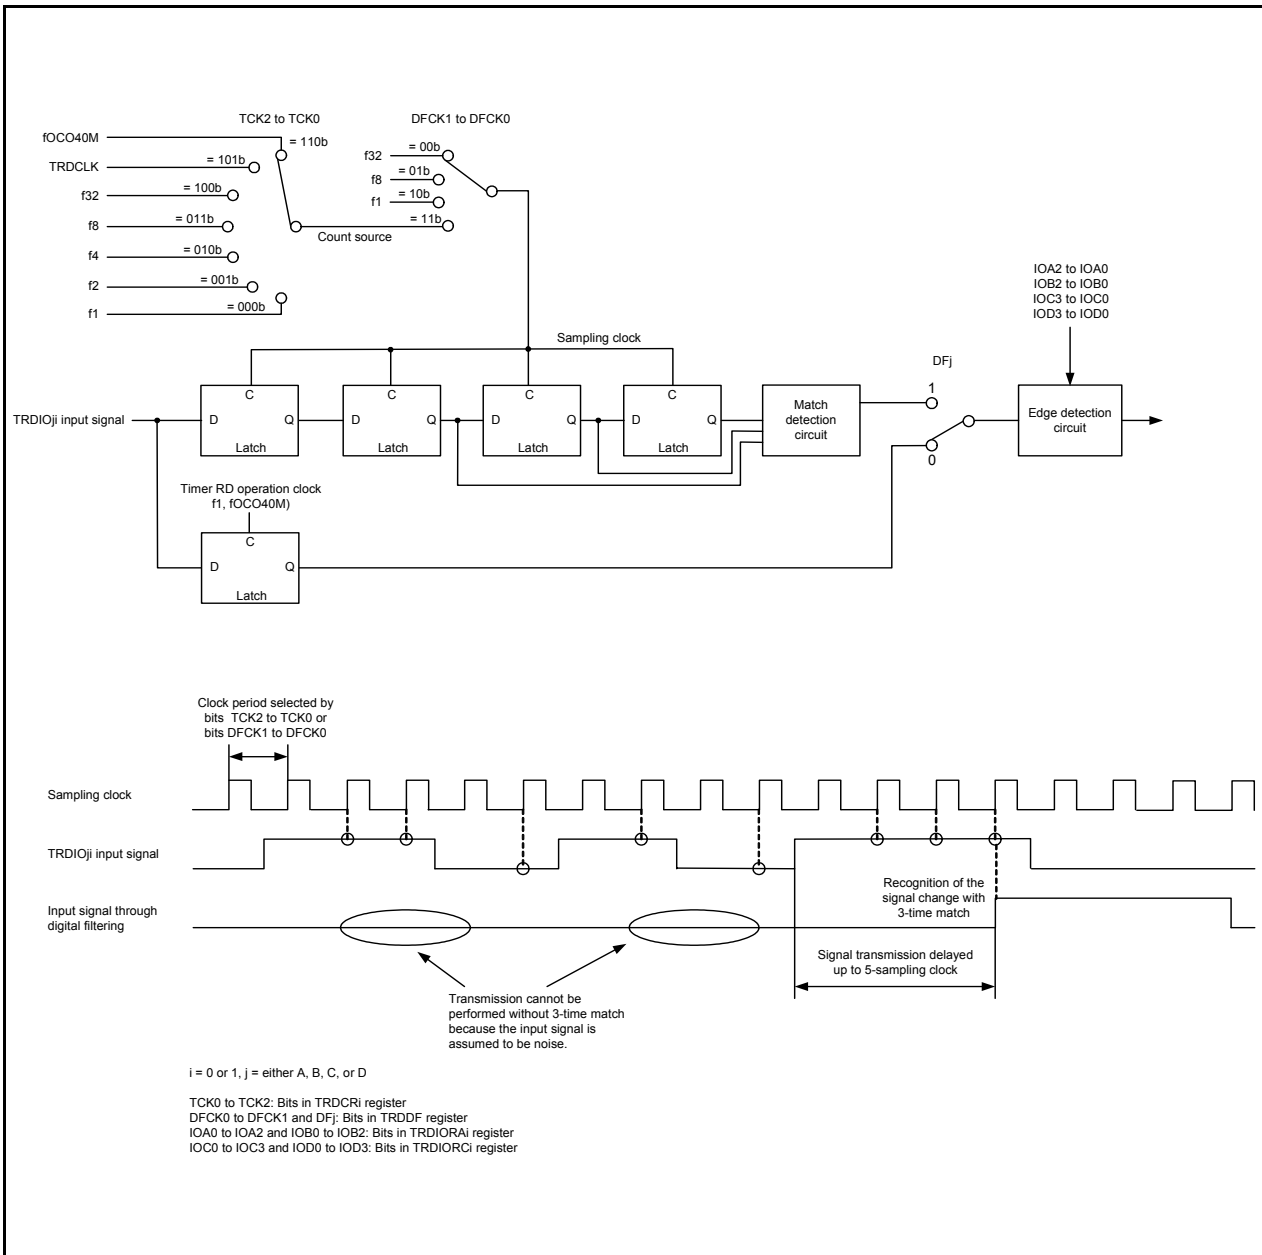 TCK2 to TCK0
DFCK1 to DFCK0
fOCO40M
= 110b
TRDCLK
= 101b
f32
= 100b
f8
= 011b
f4
= 010b
f2
= 001b
f1
= 000b
Count source
f32
= 00b
f8
= 01b
f1
= 10b
= 11b
Sampling clock
IOA2 to IOA0
IOB2 to IOB0
IOC3 to IOC0
IOD3 to IOD0
TRDIOji input signal
C
D Q
Latch
C
D Q
Latch
C
D Q
Latch
C
D Q
Latch
Match
detection
circuit
DFj
1
0
Edge detection
circuit
Timer RD operation clock
f1, fOCO40M)
C
D Q
Latch
Clock period selected by
bits TCK2 to TCK0 or
bits DFCK1 to DFCK0
Sampling clock
TRDIOji input signal
Input signal through
digital filtering
Recognition of the
signal change with
3-time match
Signal transmission delayed
up to 5-sampling clock
Transmission cannot be
performed without 3-time match
because the input signal is
assumed to be noise.
i = 0 or 1, j = either A, B, C, or D
TCK0 to TCK2: Bits in TRDCRi register
DFCK0 to DFCK1 and DFj: Bits in TRDDF register
IOA0 to IOA2 and IOB0 to IOB2: Bits in TRDIORAi register
IOC0 to IOC3 and IOD0 to IOD3: Bits in TRDIORCi register